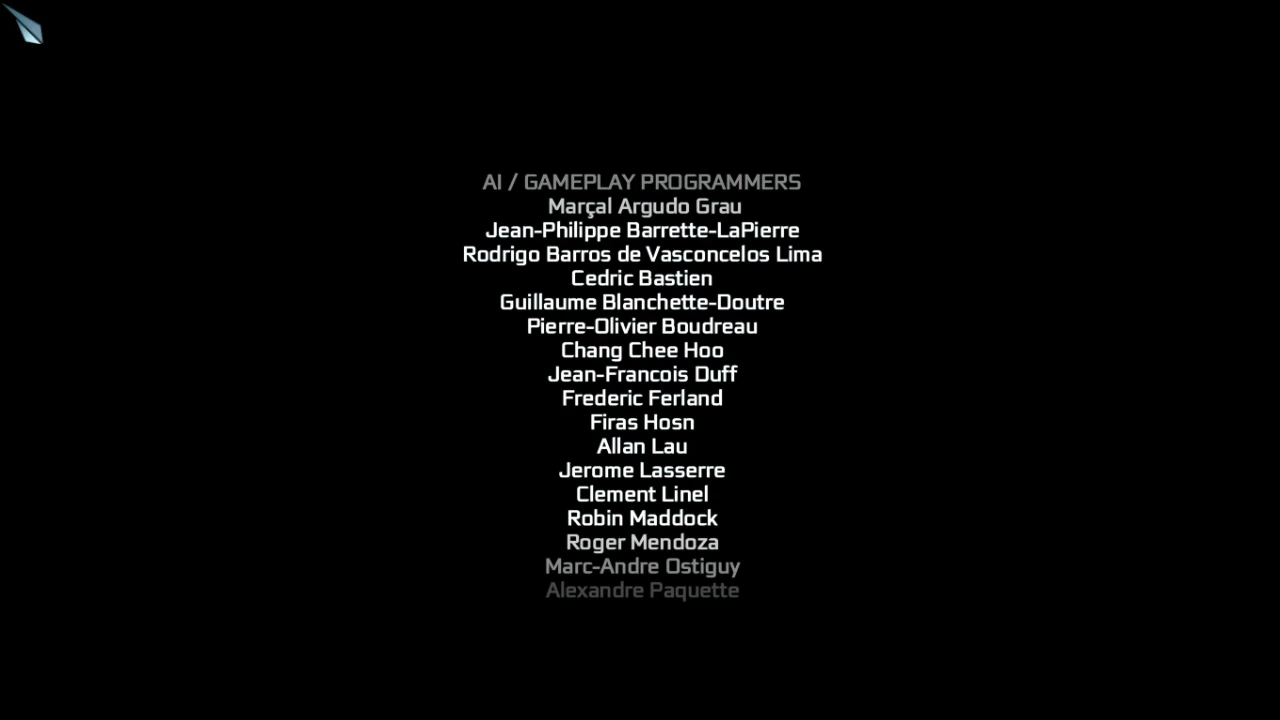 AI / GAMEPLAY PROGRAMMERS
Marçal Argudo Grau
Jean-Philippe Barrette-LaPierre
Rodrigo Barros de Vasconcelos Lima
Cedric Bastien
Guillaume Blanchette-Doutre
Pierre-Olivier Boudreau
Chang Chee Hoo
Jean-Francois Duff
Frederic Ferland
Firas Hosn
Allan Lau
Jerome Lasserre
Clement Linel
Robin Maddock
Roger Mendoza
Marc-Andre Ostiguy
Alexandre Paquette